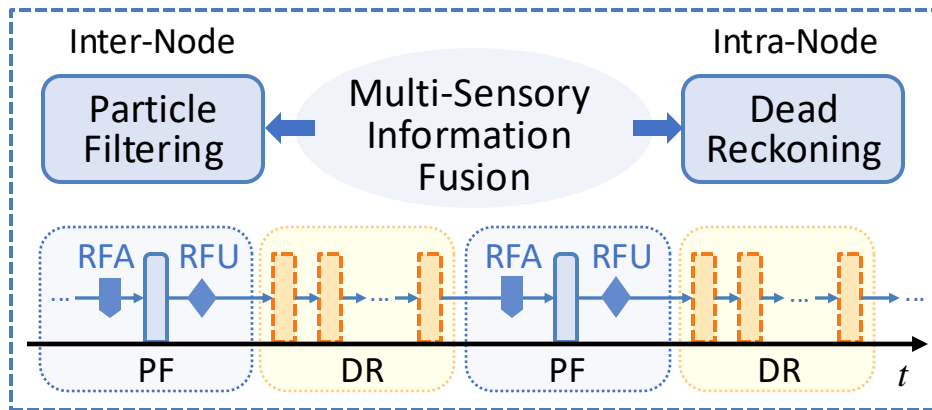 Inter-Node
Intra-Node
Particle
Filtering
Multi-Sensory
Information
Fusion
Dead
Reckoning
RFA RFU RFA RFU
... ... ... ... ...
PF DR PF DR t